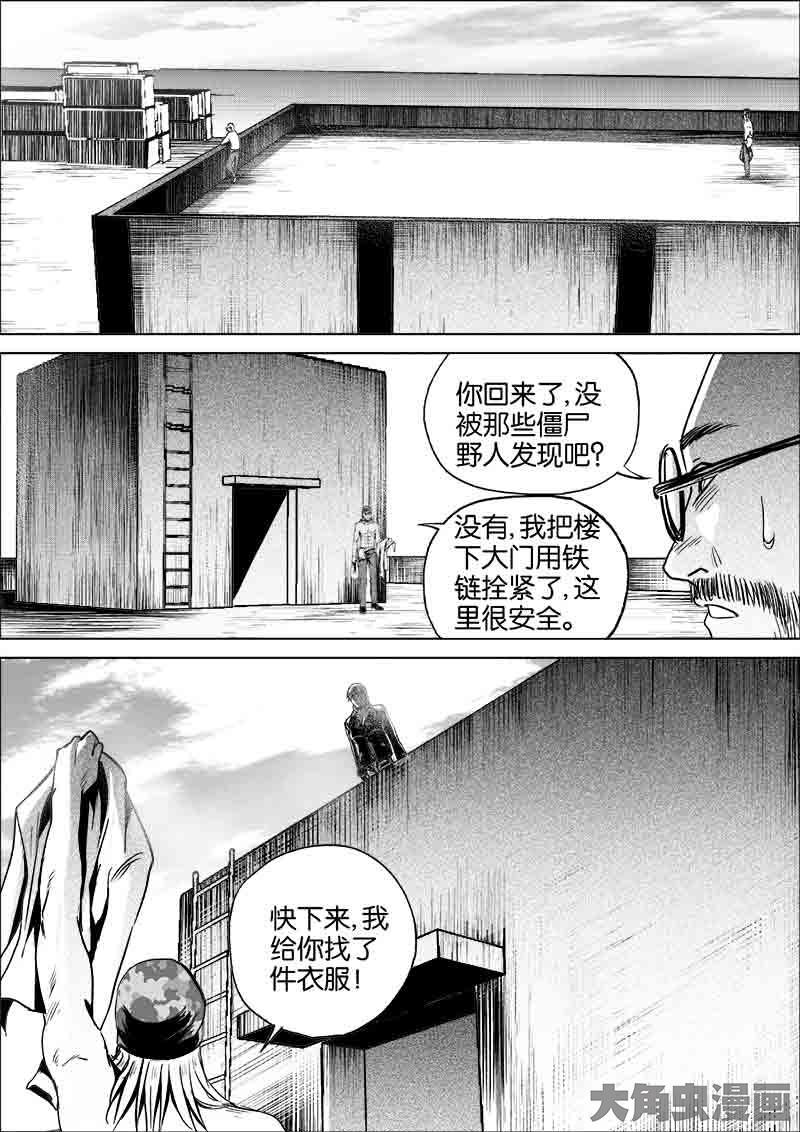 你回来了,没
被那些僵尸
野人发现吧?
没有,我把楼
下大门用铁
链拴紧了,这
里很安全。
快下来,我
给你找了
件衣服!
大角虫漫画